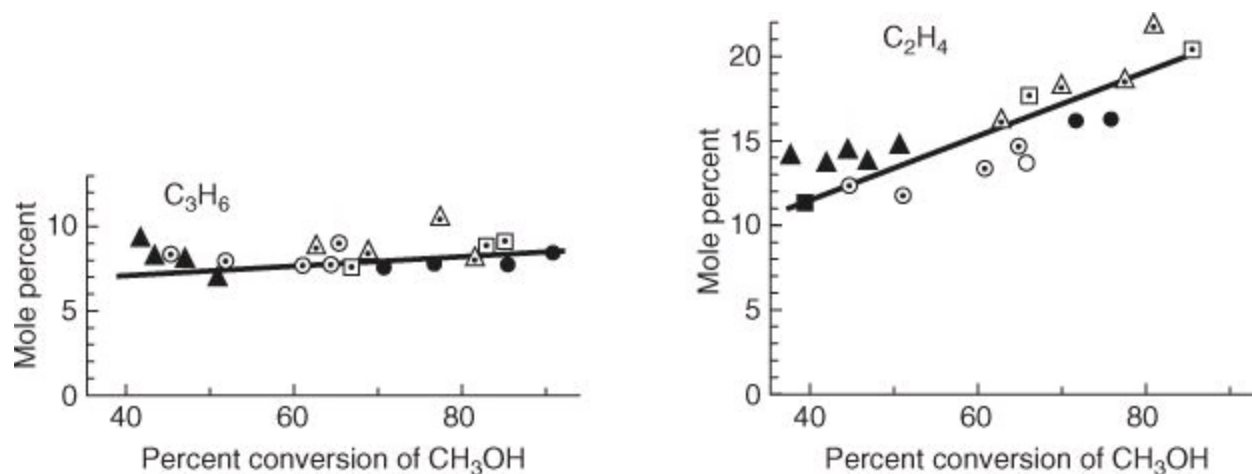 C₃H₆
Mole percent
10
5
0
40
60
80
Percent conversion of CH₃OH
C₂H₄
Mole percent
20
15
10
5
0
40
60
80
Percent conversion of CH₃OH